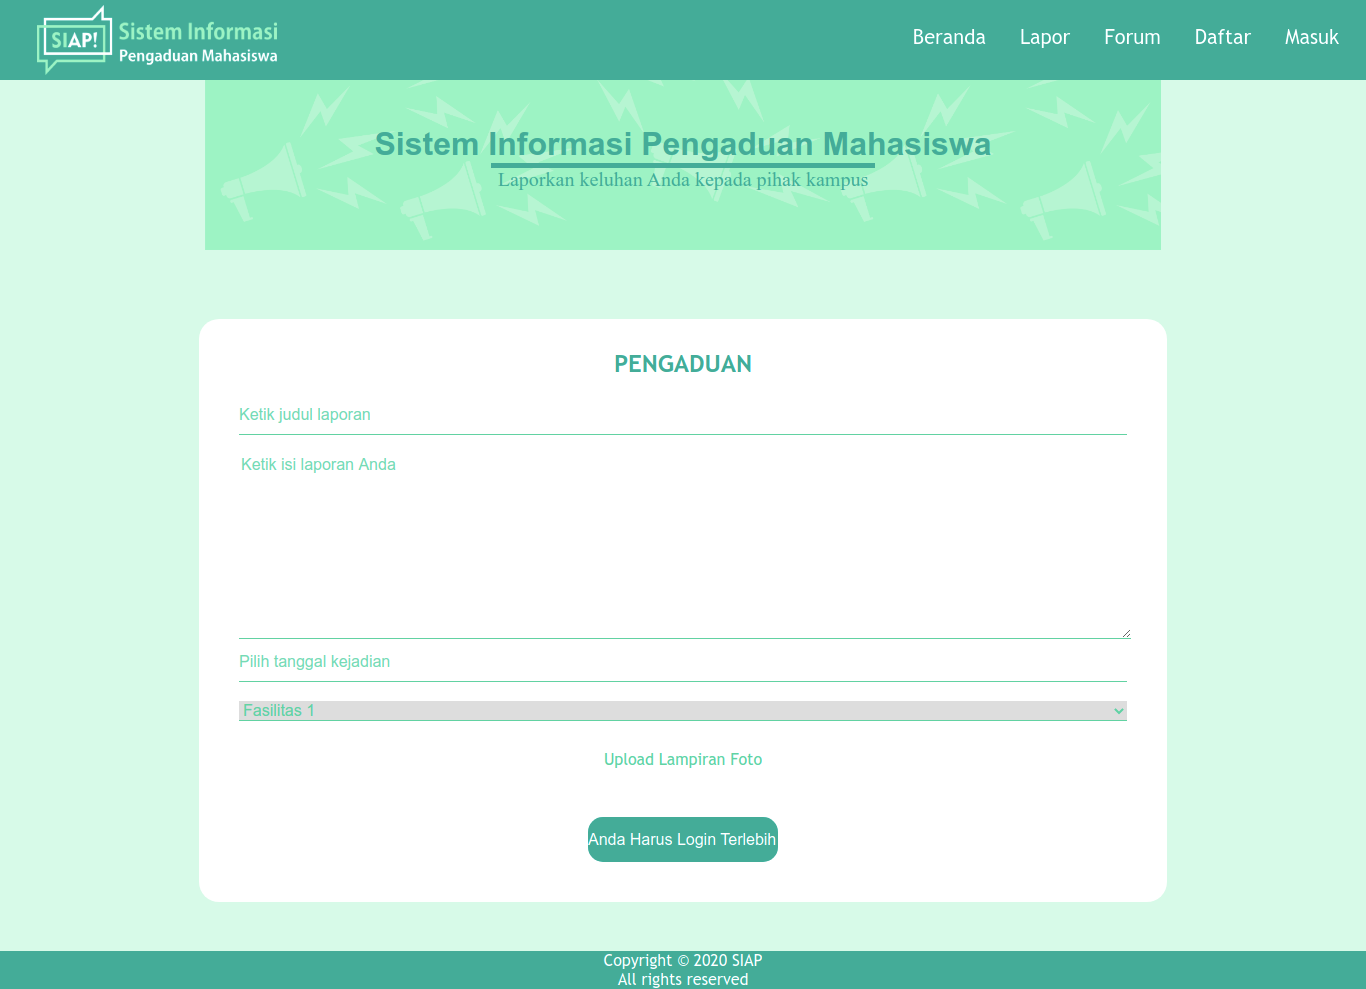 SIAP!
Sistem Informasi
Pengaduan Mahasiswa
Beranda Lapor Forum Daftar Masuk
Sistem Informasi Pengaduan Mahasiswa
Laporkan keluhan Anda kepada pihak kampus
PENGADUAN
Ketik judul laporan
Ketik isi laporan Anda
Pilih tanggal kejadian
Fasilitas 1
Upload Lampiran Foto
Anda Harus Login Terlebih
Copyright © 2020 SIAP
All rights reserved